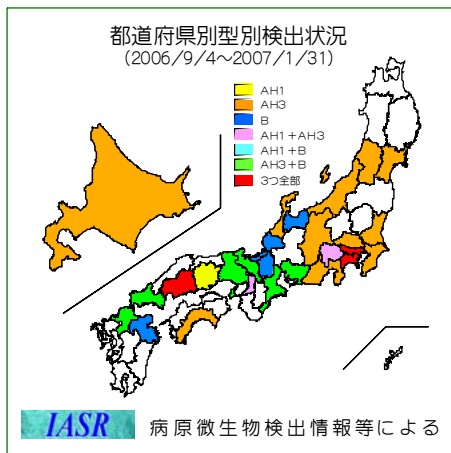 都道府県別型別検出状況
(2006/9/4～2007/1/31)
AH1
AH3
B
AH1+AH3
AH1+B
AH3+B
3つ全部
IASR 病原微生物検出情報等による